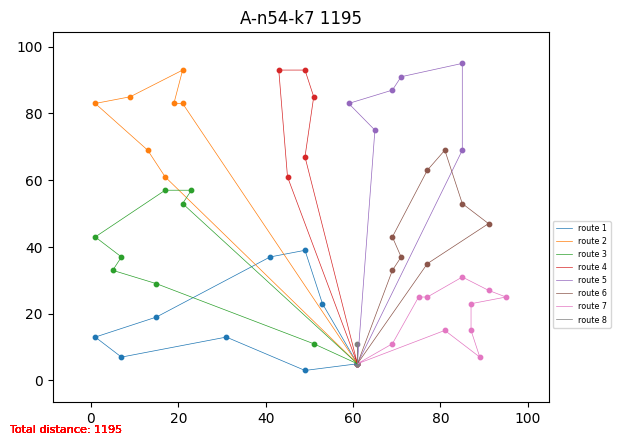 A-n54-k7 1195
100
80
60
40
20
0
0 20 40 60 80 100
route 1
route 2
route 3
route 4
route 5
route 6
route 7
route 8
Total distance: 1195